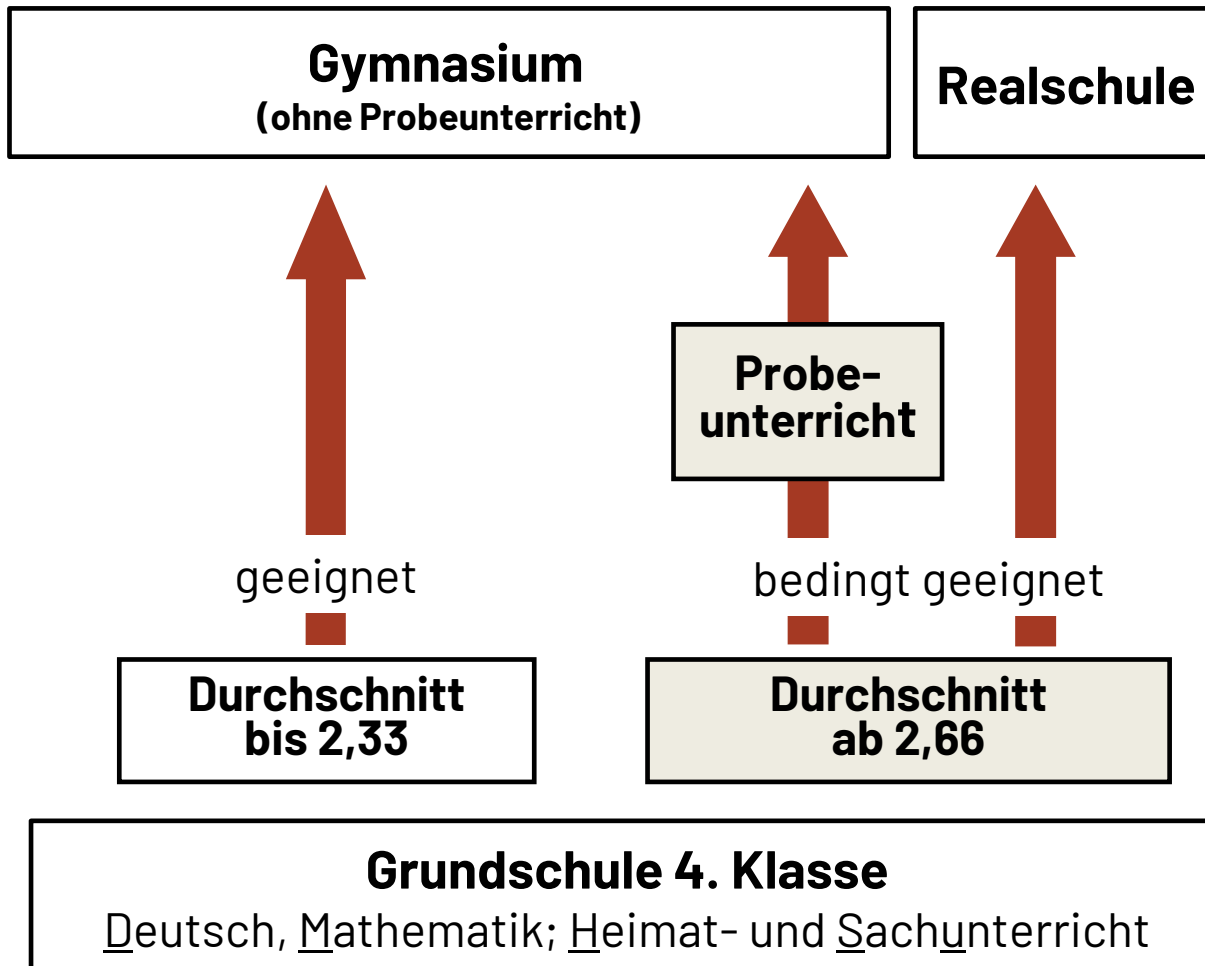 Gymnasium
(ohne Probeunterricht)
Realschule
Probe-
unterricht
geeignet
bedingt geeignet
Durchschnitt
bis 2,33
Durchschnitt
ab 2,66
Grundschule 4. Klasse
Deutsch, Mathematik; Heimat- und Sachunterricht